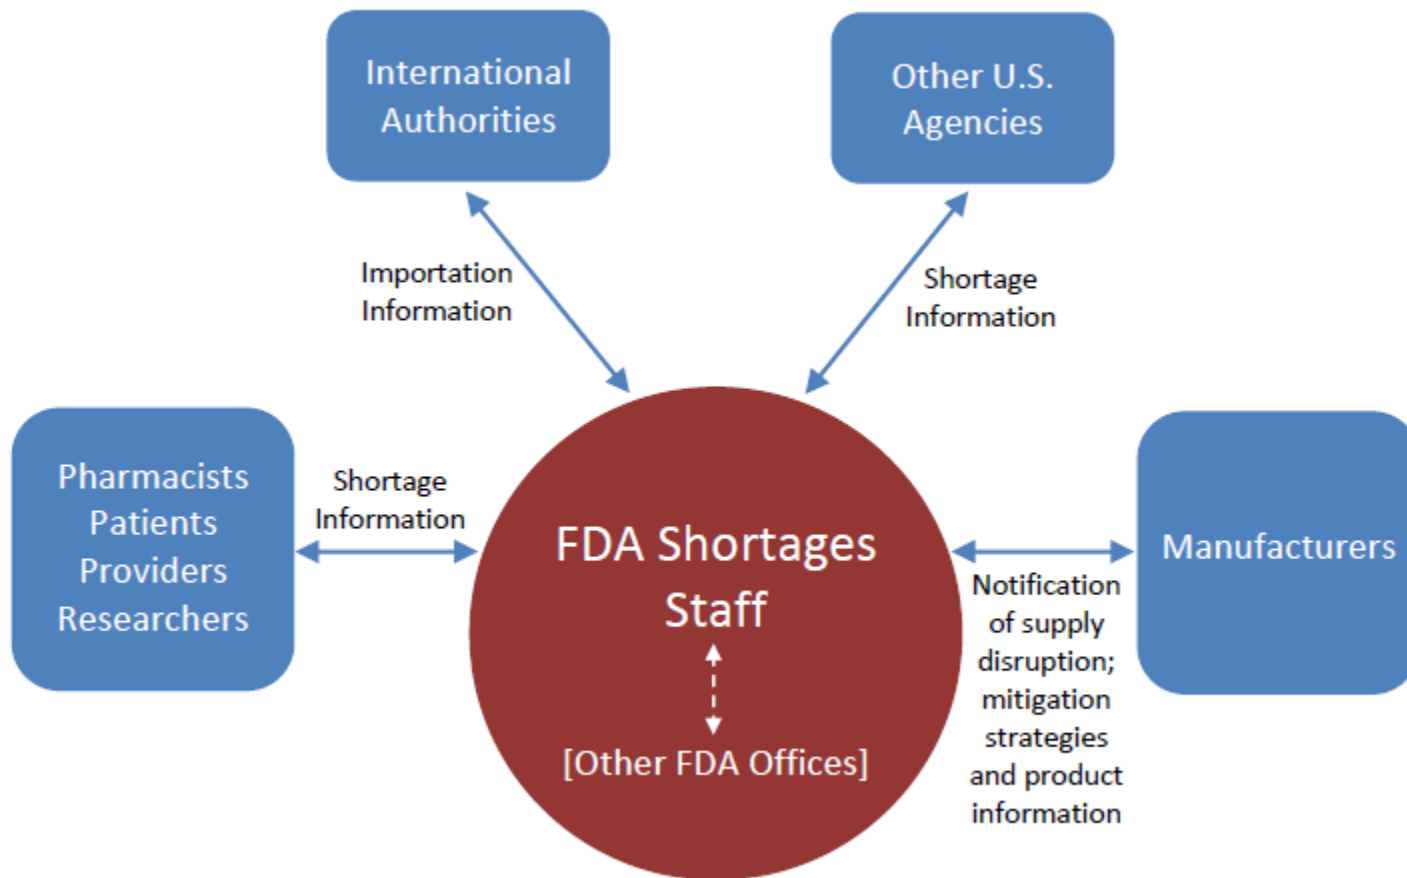 International
Authorities
Other U.S.
Agencies
Importation
Information
Shortage
Information
Pharmacists
Patients
Providers
Researchers
Shortage
Information
FDA Shortages
Staff
[Other FDA Offices]
Manufacturers
Notification
of supply
disruption;
mitigation
strategies
and product
information